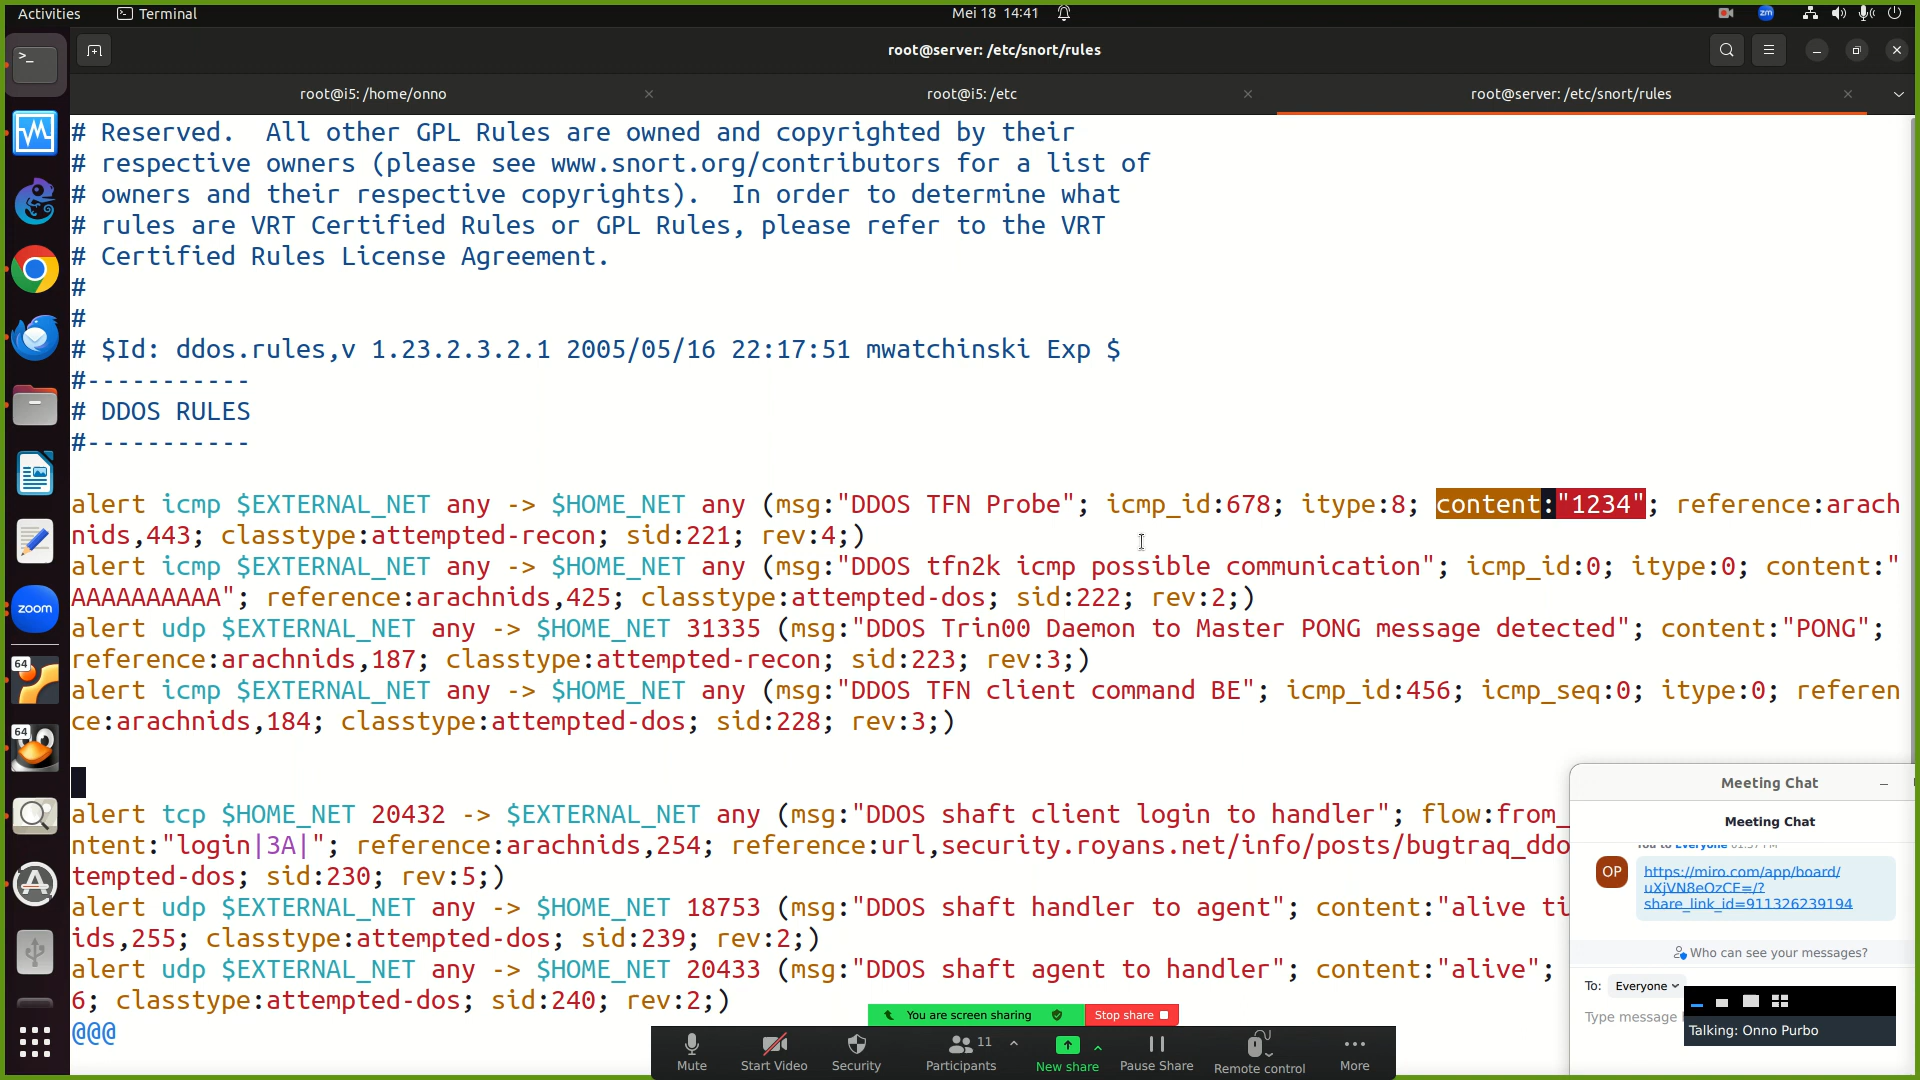 Activities
Terminal
Mei 18 14:41
zm
root@server: /etc/snort/rules
root@i5: /home/onno
root@i5: /etc
root@server: /etc/snort/rules
# Reserved.  All other GPL Rules are owned and copyrighted by their
# respective owners (please see www.snort.org/contributors for a list of
# owners and their respective copyrights).  In order to determine what
# rules are VRT Certified Rules or GPL Rules, please refer to the VRT
# Certified Rules License Agreement.
#
#
# $Id: ddos.rules,v 1.23.2.3.2.1 2005/05/16 22:17:51 mwatchinski Exp $
#-----------
# DDOS RULES
#-----------
alert icmp $EXTERNAL_NET any -> $HOME_NET any (msg:"DDOS TFN Probe"; icmp_id:678; itype:8; content:"1234"; reference:arach
nids,443; classtype:attempted-recon; sid:221; rev:4;)
alert icmp $EXTERNAL_NET any -> $HOME_NET any (msg:"DDOS tfn2k icmp possible communication"; icmp_id:0; itype:0; content:"
AAAAAAAAAA"; reference:arachnids,425; classtype:attempted-dos; sid:222; rev:2;)
alert udp $EXTERNAL_NET any -> $HOME_NET 31335 (msg:"DDOS Trin00 Daemon to Master PONG message detected"; content:"PONG";
reference:arachnids,187; classtype:attempted-recon; sid:223; rev:3;)
alert icmp $EXTERNAL_NET any -> $HOME_NET any (msg:"DDOS TFN client command BE"; icmp_id:456; icmp_seq:0; itype:0; referen
ce:arachnids,184; classtype:attempted-dos; sid:228; rev:3;)
alert tcp $HOME_NET 20432 -> $EXTERNAL_NET any (msg:"DDOS shaft client login to handler"; flow:from_
ntent:"login|3A|"; reference:arachnids,254; reference:url,security.royans.net/info/posts/bugtraq_ddo
tempted-dos; sid:230; rev:5;)
alert udp $EXTERNAL_NET any -> $HOME_NET 18753 (msg:"DDOS shaft handler to agent"; content:"alive ti
ids,255; classtype:attempted-dos; sid:239; rev:2;)
alert udp $EXTERNAL_NET any -> $HOME_NET 20433 (msg:"DDOS shaft agent to handler"; content:"alive";
6; classtype:attempted-dos; sid:240; rev:2;)
@@@
zoom
64
64
Meeting Chat
Meeting Chat
You to Everyone
OP
https://miro.com/app/board/
uXjVN8eOzCE=/?
share_link_id=911326239194
Who can see your messages?
To: Everyone
Type message
Talking: Onno Purbo
You are screen sharing
Stop share
Mute
Start Video
Security
Participants
11
New share
Pause Share
Remote control
More